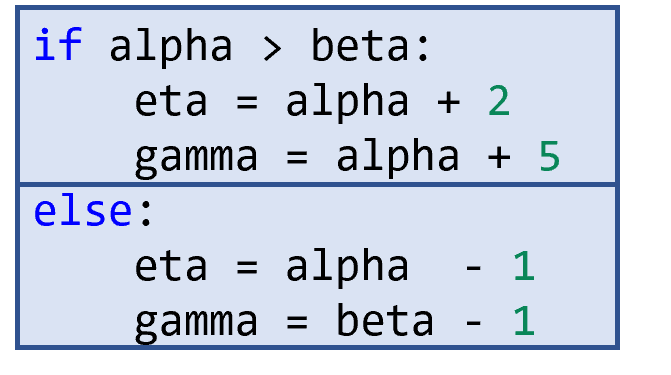 if alpha > beta:
    eta = alpha + 2
    gamma = alpha + 5
else:
    eta = alpha  - 1
    gamma = beta - 1